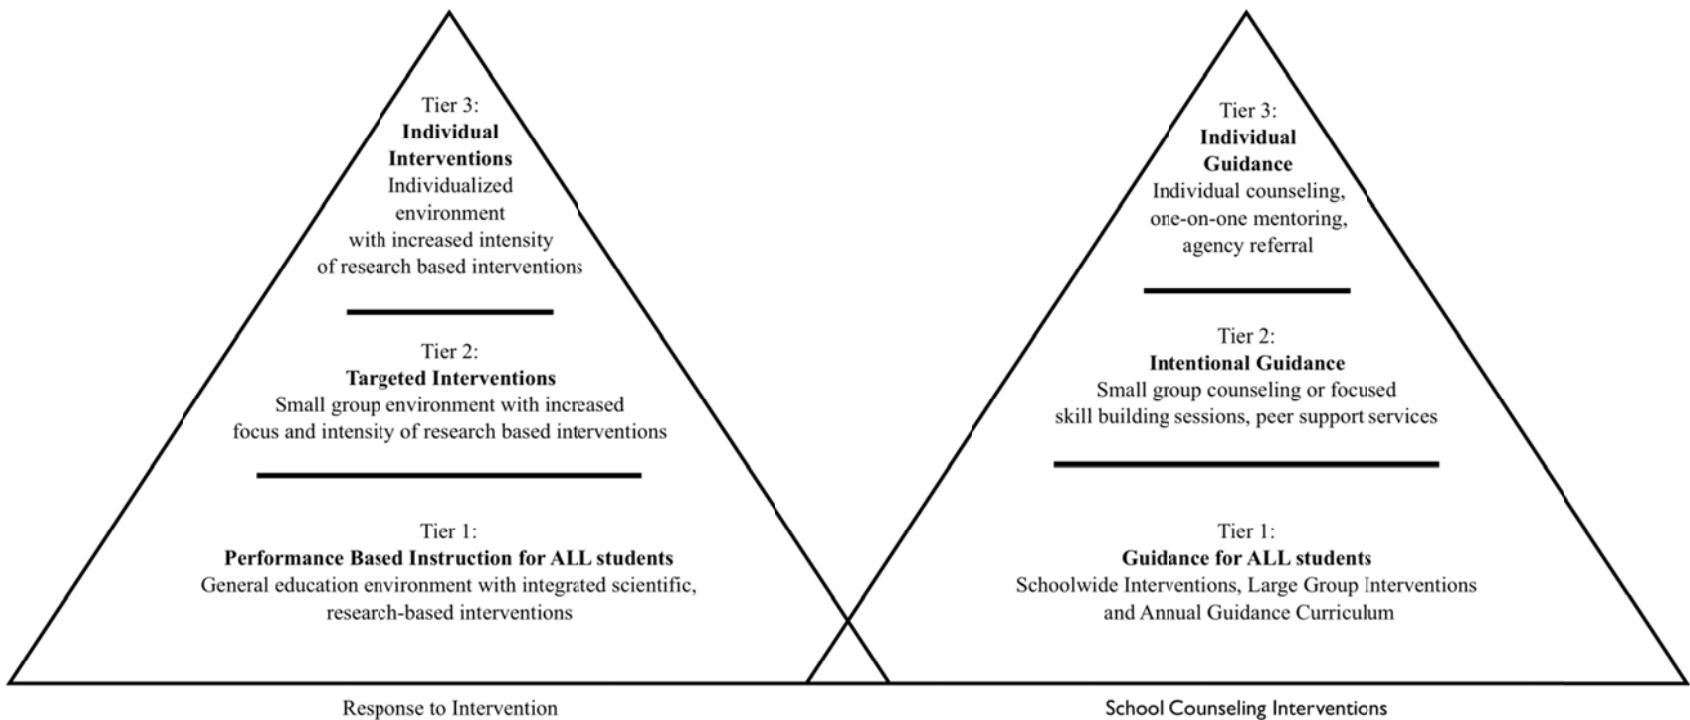 Tier 3:
Individual
Interventions
Individualized
environment
with increased intensity
of research based interventions
Tier 2:
Targeted Interventions
Small group environment with increased
focus and intensity of research based interventions
Tier 1:
Performance Based Instruction for ALL students
General education environment with integrated scientific,
research-based interventions
Response to Intervention
Tier 3:
Individual
Guidance
Individual counseling,
one-on-one mentoring,
agency referral
Tier 2:
Intentional Guidance
Small group counseling or focused
skill building sessions, peer support services
Tier 1:
Guidance for ALL students
Schoolwide Interventions, Large Group Interventions
and Annual Guidance Curriculum
School Counseling Interventions